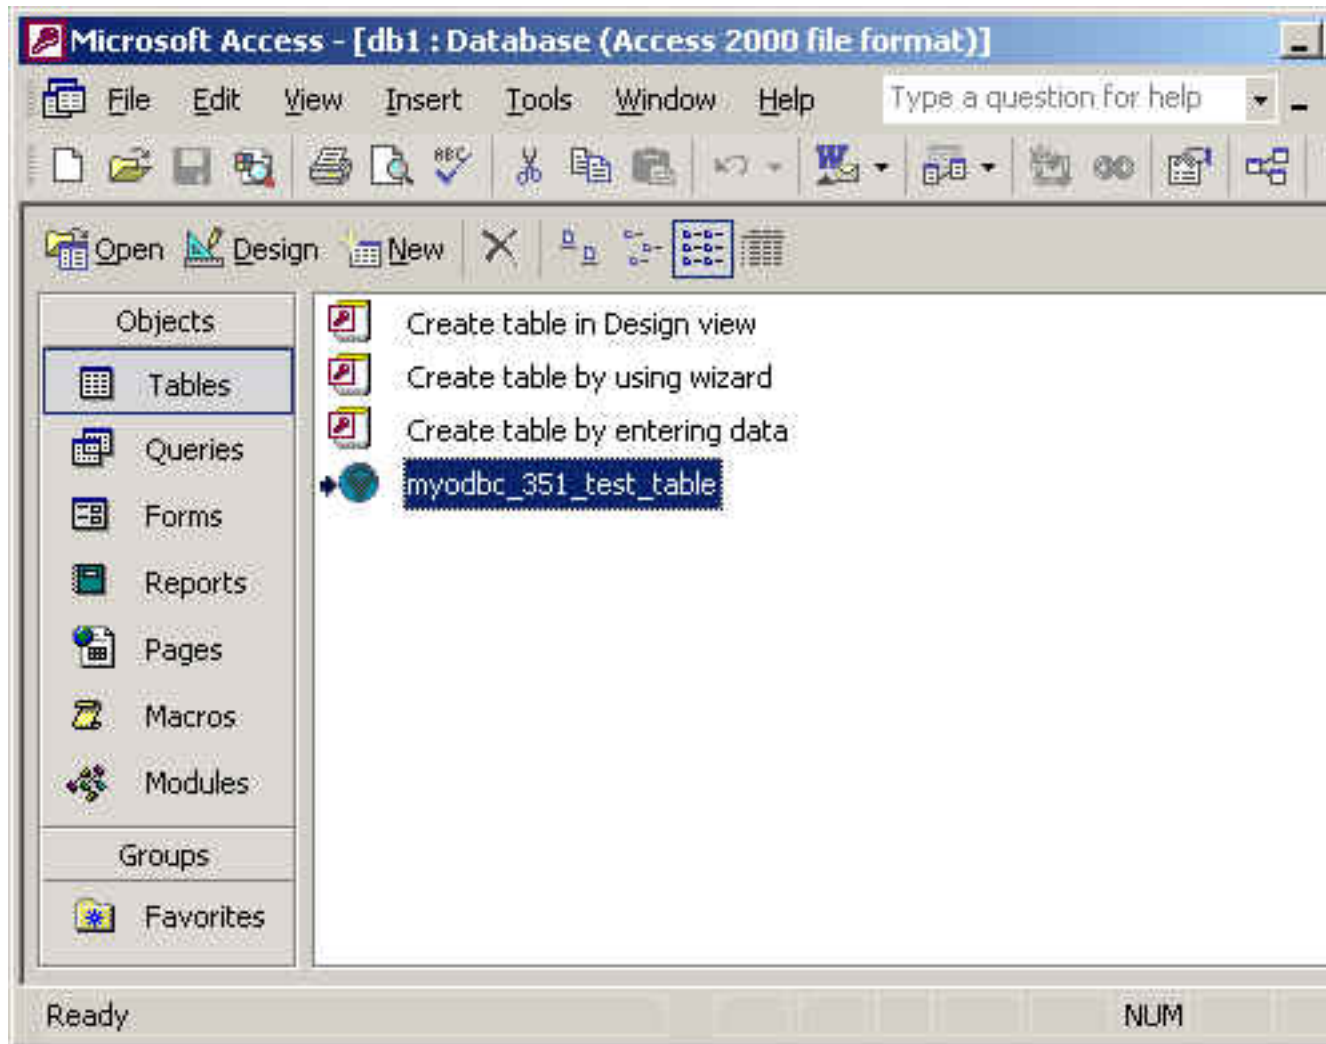 Microsoft Access - [db1 : Database (Access 2000 file format)]
File Edit View Insert Tools Window Help Type a question for help
ABC W
Open Design New
Objects
Tables
Queries
Forms
Reports
Pages
Macros
Modules
Groups
Favorites
Create table in Design view
Create table by using wizard
Create table by entering data
myodbc_351_test_table
Ready NUM